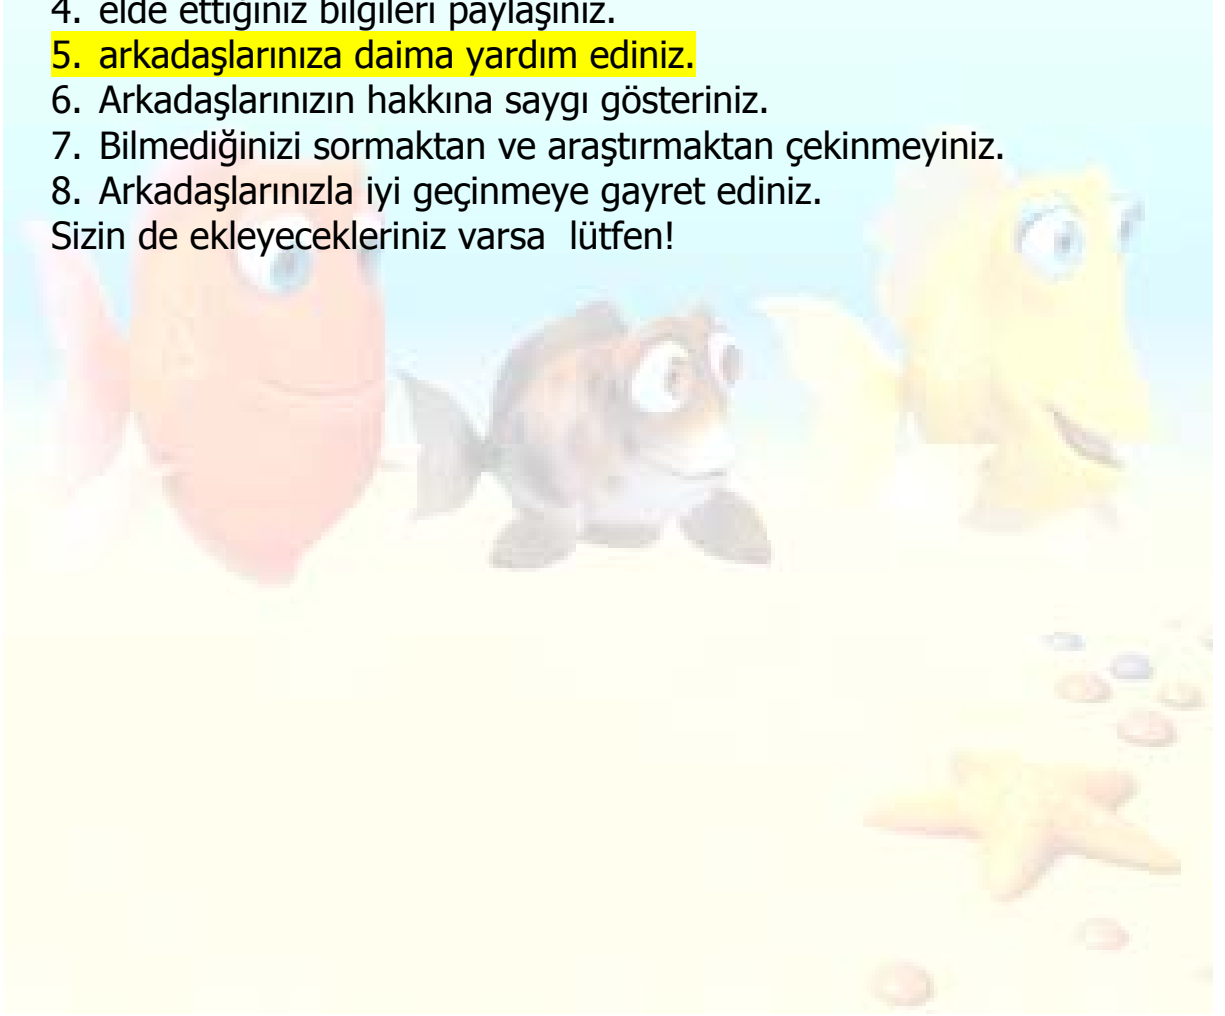 4. elde ettiğiniz bilgileri paylaşınız.
5. arkadaşlarınıza daima yardım ediniz.
6. Arkadaşlarınızın hakkına saygı gösteriniz.
7. Bilmediğinizi sormaktan ve araştırmaktan çekinmeyiniz.
8. Arkadaşlarınızla iyi geçinmeye gayret ediniz.
Sizin de ekleyecekleriniz varsa  lütfen!